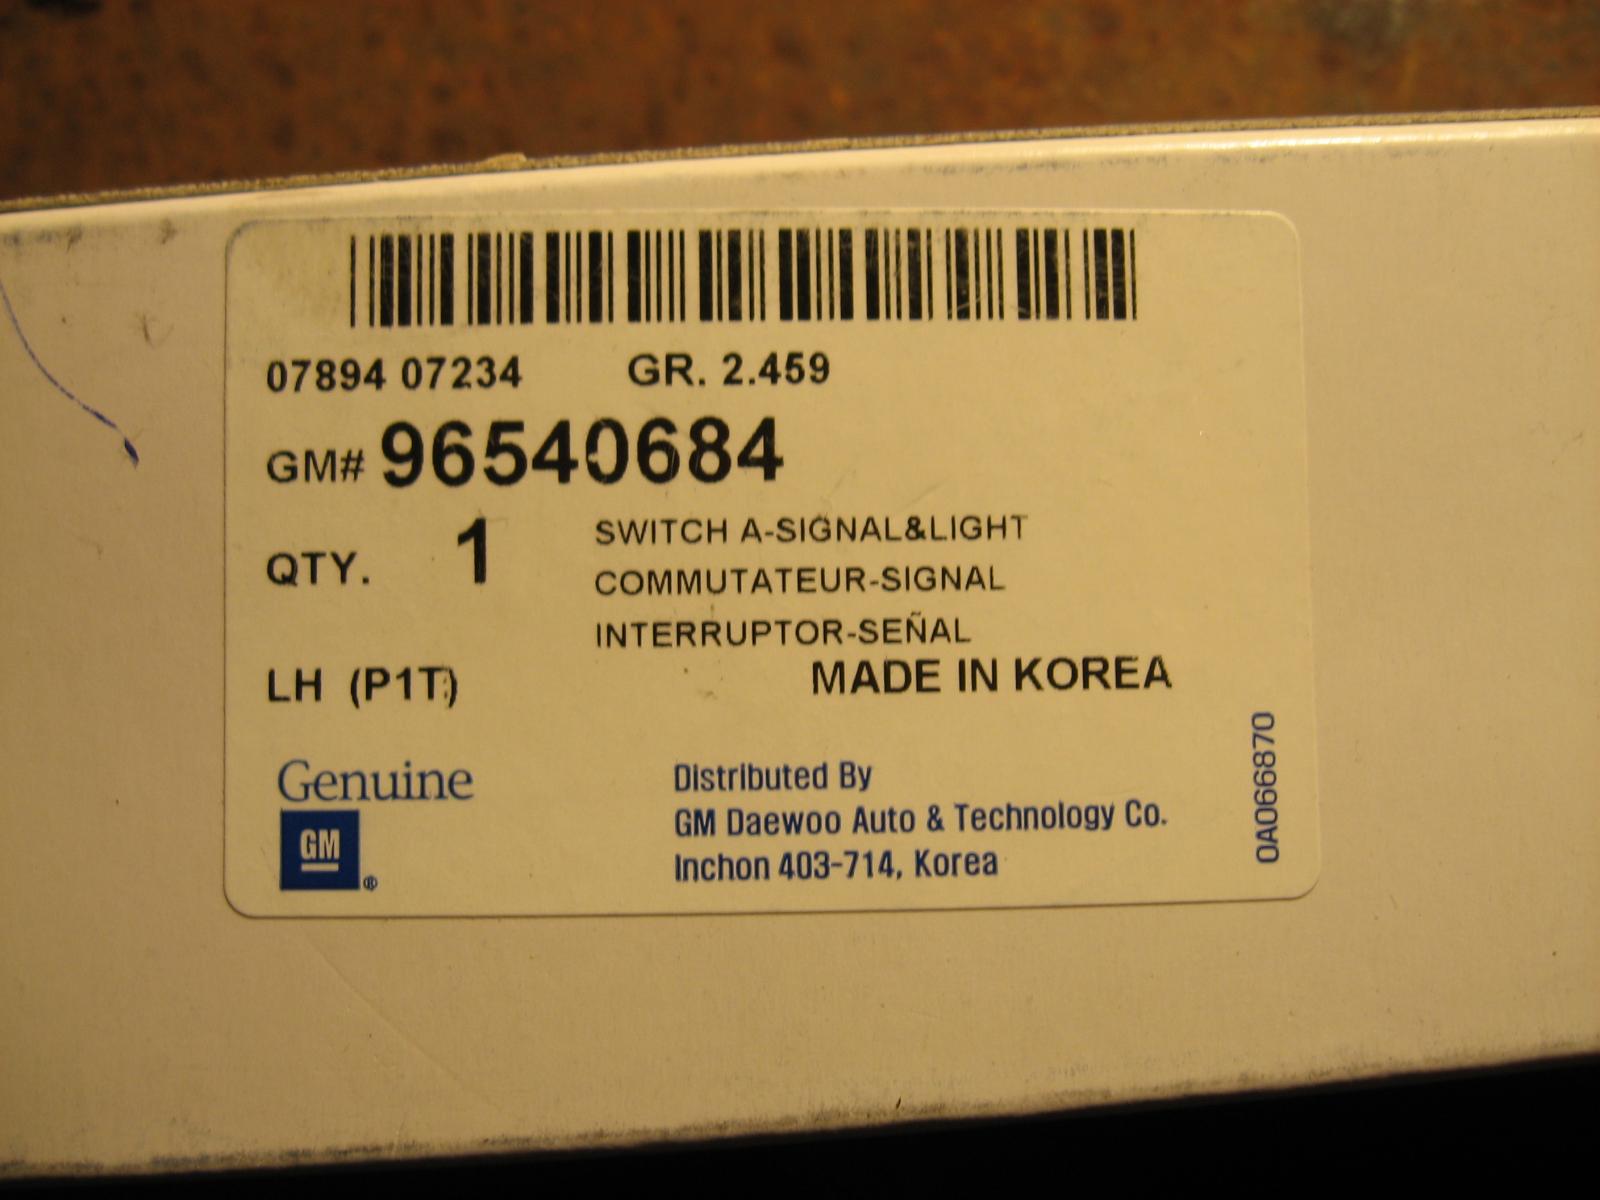 07894 07234 GR. 2.459
GM# 96540684
QTY. 1
SWITCH A-SIGNAL&LIGHT
COMMUTATEUR-SIGNAL
INTERRUPTOR-SEÑAL
LH (P1T)
MADE IN KOREA
Genuine
GM ®
Distributed By
GM Daewoo Auto & Technology Co.
Inchon 403-714, Korea
0A066870